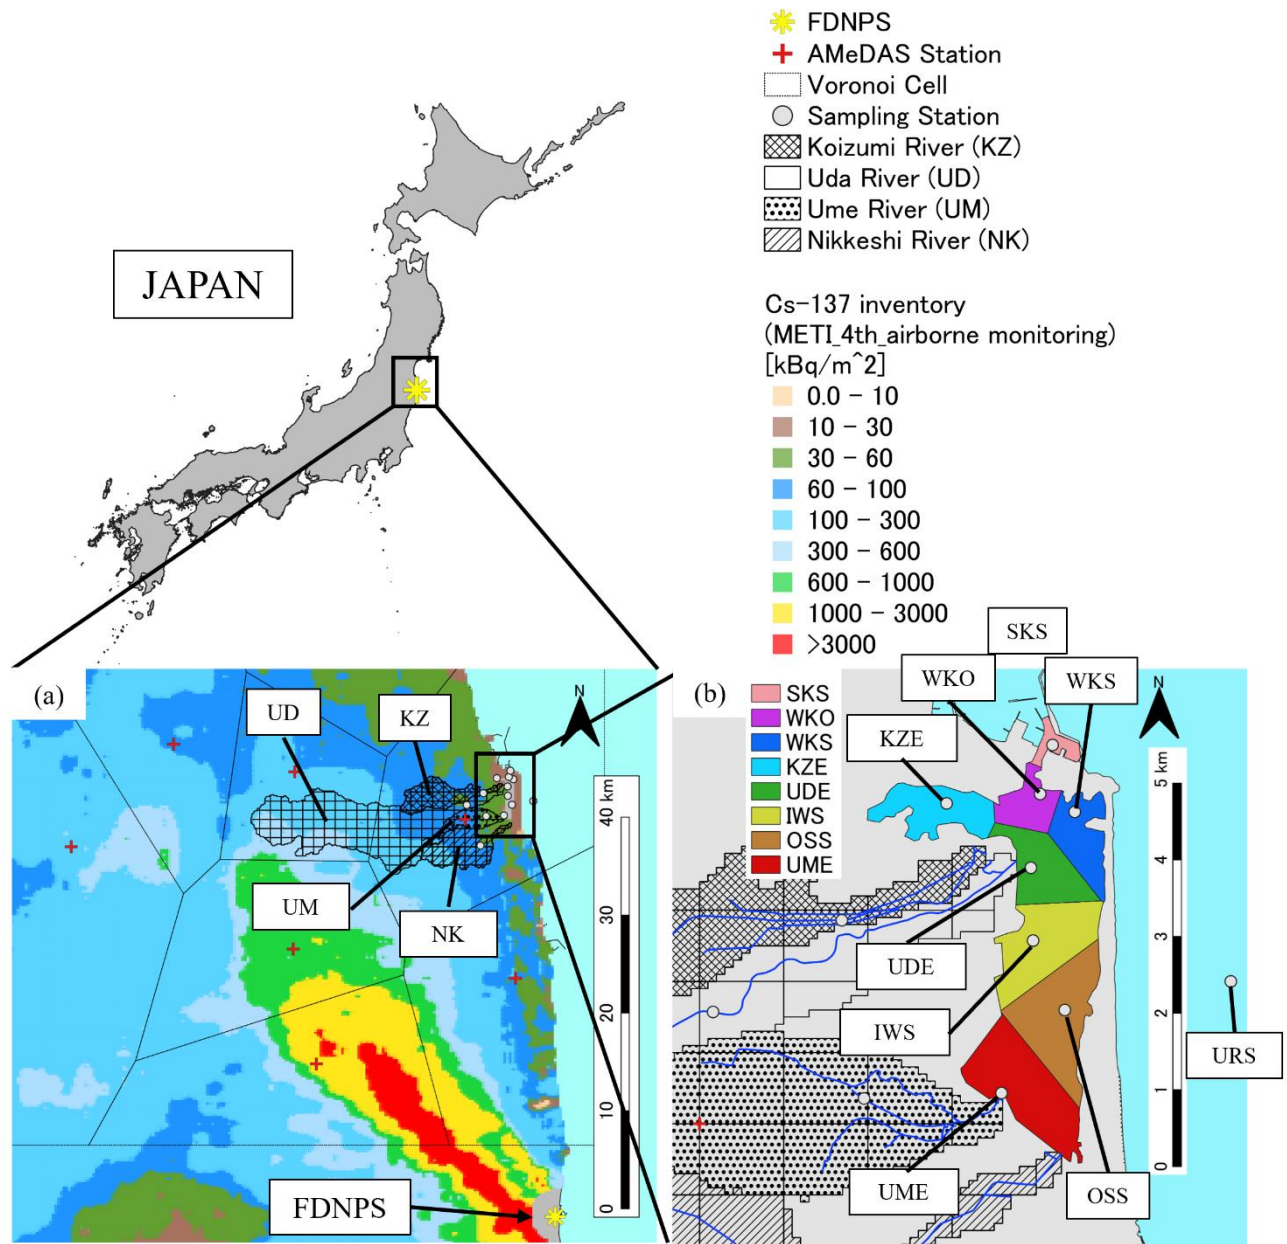 FDNPS
AMeDAS Station
Voronoi Cell
Sampling Station
Koizumi River (KZ)
Uda River (UD)
Ume River (UM)
Nikkeshi River (NK)
JAPAN
Cs-137 inventory
(METI_4th_airborne monitoring)
[kBq/m^2]
0.0 - 10
10 - 30
30 - 60
60 - 100
100 - 300
300 - 600
600 - 1000
1000 - 3000
>3000
(a)
UD
KZ
N
UM
NK
FDNPS
40 km
30
20
10
0
(b)
SKS
WKO
WKS
KZE
UDE
IWS
OSS
UME
SKS
WKO
WKS
KZE
N
5 km
4
3
2
1
0
UDE
IWS
URS
UME
OSS